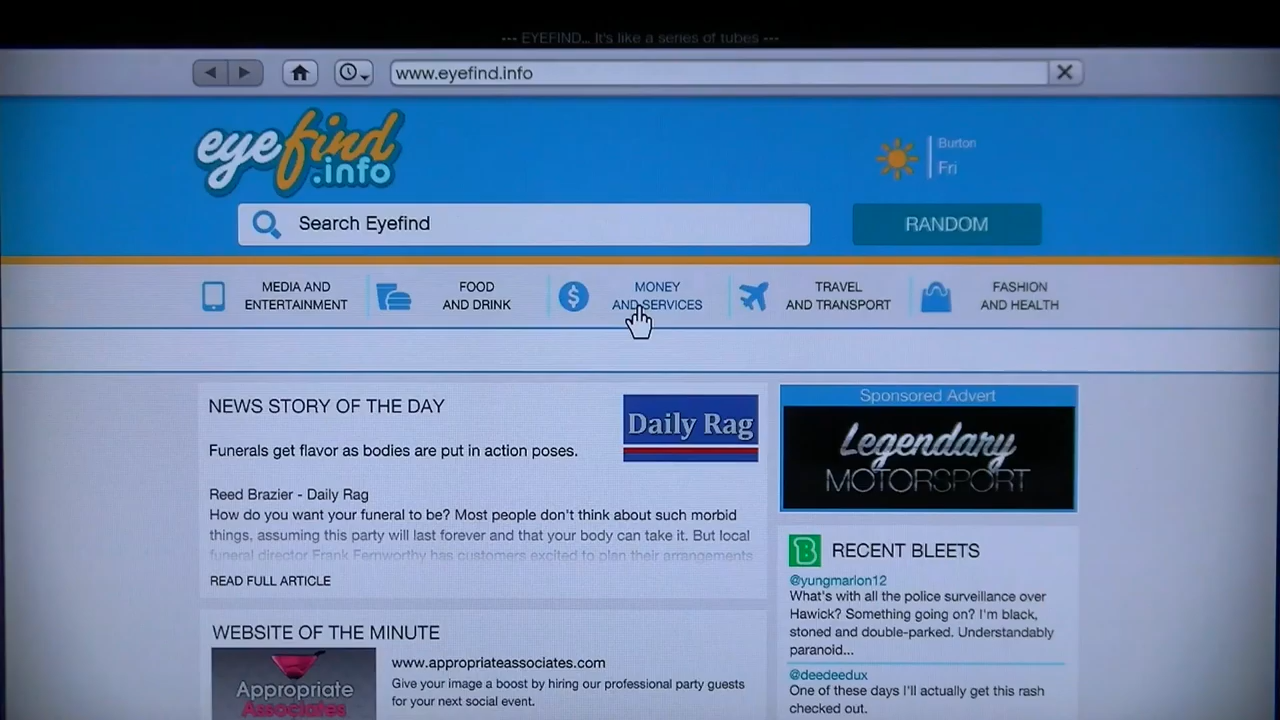 --- EYEFIND... It's like a series of tubes ---
www.eyefind.info
eyefind
.info
Burton
Fri
Search Eyefind
RANDOM
MEDIA AND
ENTERTAINMENT
FOOD
AND DRINK
MONEY
AND SERVICES
TRAVEL
AND TRANSPORT
FASHION
AND HEALTH
NEWS STORY OF THE DAY
Daily Rag
Funerals get flavor as bodies are put in action poses.
Reed Brazier - Daily Rag
How do you want your funeral to be? Most people don't think about such morbid
things, assuming this party will last forever and that your body can take it. But local
funeral director Frank Fernworthy has customers excited to plan their arrangements
READ FULL ARTICLE
WEBSITE OF THE MINUTE
Appropriate
Associates
www.appropriateassociates.com
Give your image a boost by hiring our professional party guests
for your next social event.
Sponsored Advert
Legendary
MOTORSPORT
B
RECENT BLEETS
@yungmarlon12
What's with all the police surveillance over
Hawick? Something going on? I'm black,
stoned and double-parked. Understandably
paranoid...
@deedeedux
One of these days I'll actually get this rash
checked out.